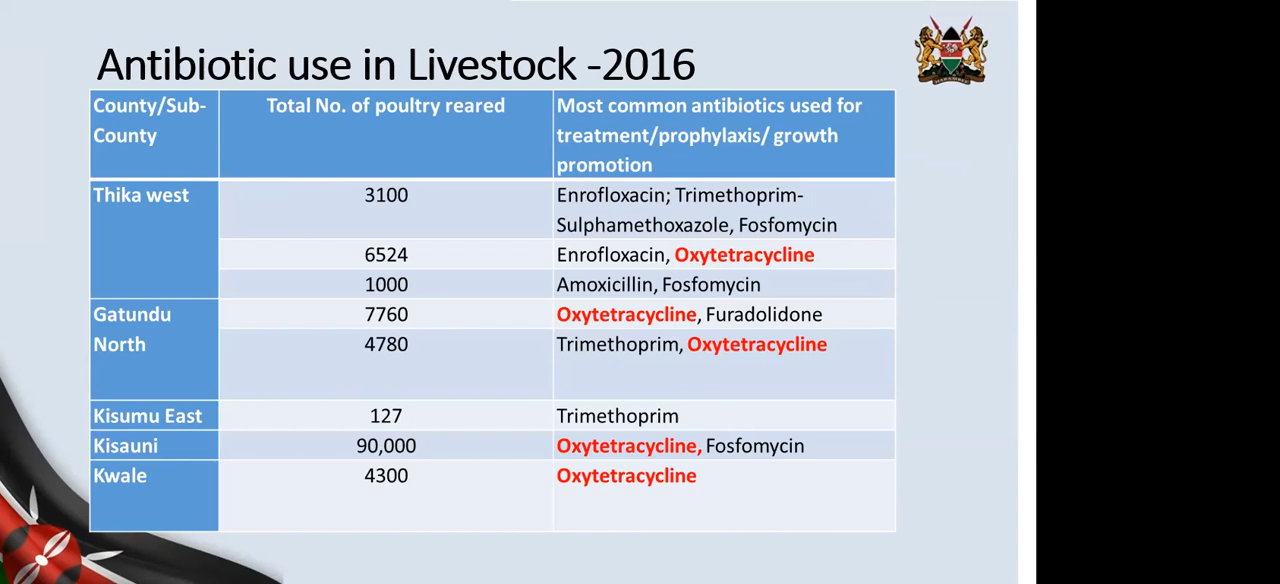 Antibiotic use in Livestock -2016
County/Sub-
County
Total No. of poultry reared
Most common antibiotics used for
treatment/prophylaxis/ growth
promotion
Thika west
3100
Enrofloxacin; Trimethoprim-
Sulphamethoxazole, Fosfomycin
6524
Enrofloxacin, Oxytetracycline
1000
Amoxicillin, Fosfomycin
Gatundu
North
7760
Oxytetracycline, Furadolidone
4780
Trimethoprim, Oxytetracycline
Kisumu East
127
Trimethoprim
Kisauni
90,000
Oxytetracycline, Fosfomycin
Kwale
4300
Oxytetracycline